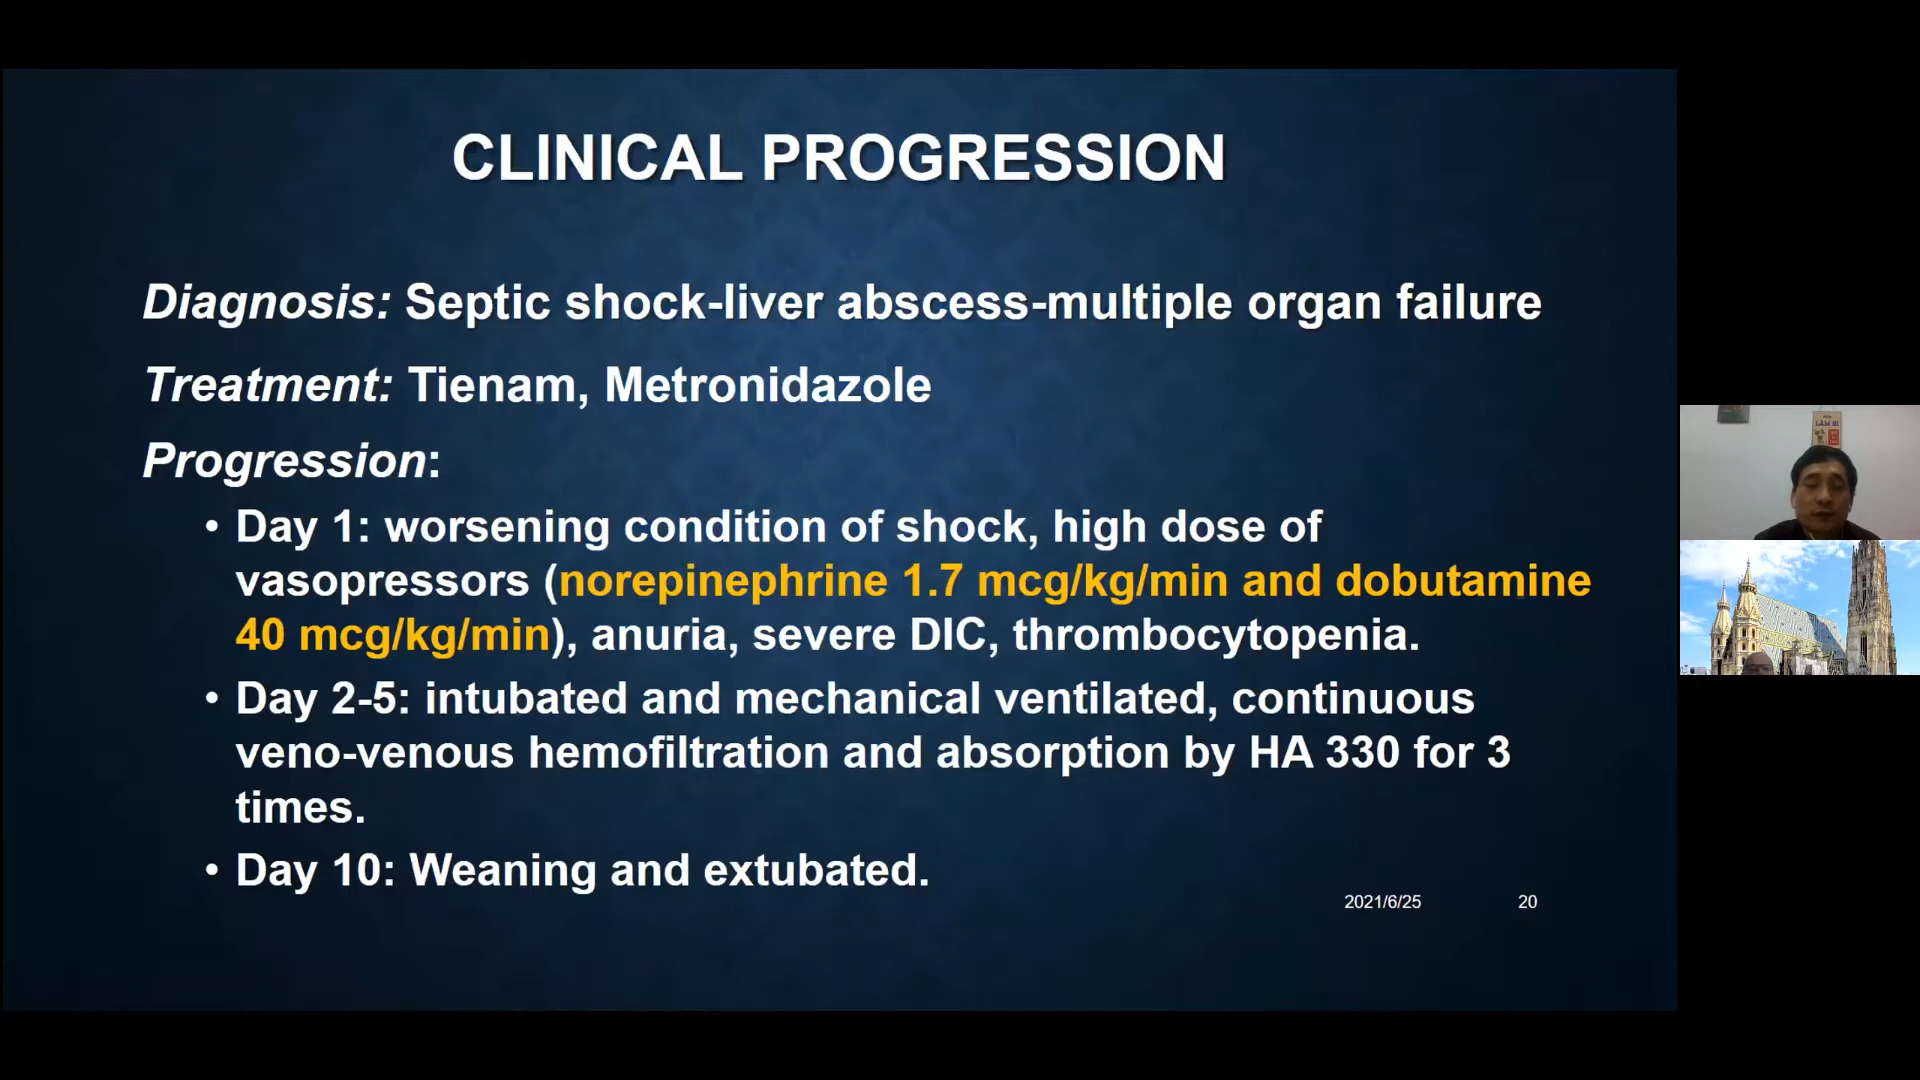 CLINICAL PROGRESSION
Diagnosis: Septic shock-liver abscess-multiple organ failure
Treatment: Tienam, Metronidazole
Progression:
• Day 1: worsening condition of shock, high dose of
vasopressors (norepinephrine 1.7 mcg/kg/min and dobutamine
40 mcg/kg/min), anuria, severe DIC, thrombocytopenia.
• Day 2-5: intubated and mechanical ventilated, continuous
veno-venous hemofiltration and absorption by HA 330 for 3
times.
• Day 10: Weaning and extubated.
2021/6/25 20